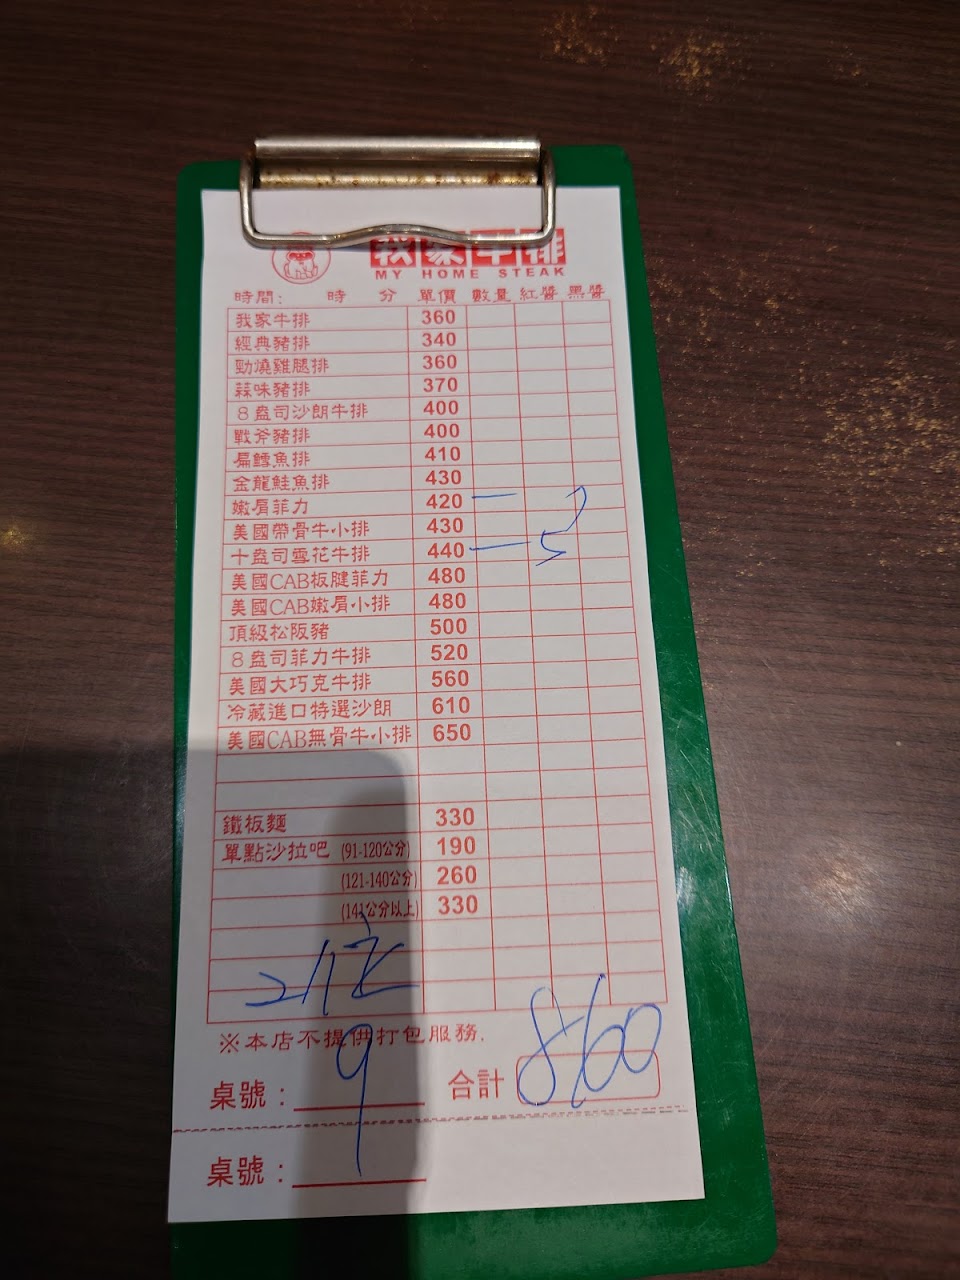 我家牛排
MY HOME STEAK
時間: 時 分 單價 數量 紅醬 黑醬
我家牛排 360
經典豬排 340
勁燒雞腿排 360
蒜味豬排 370
8盎司沙朗牛排 400
戰斧豬排 400
扁鱈魚排 410
金龍鮭魚排 430
嫩肩菲力 420 一
美國帶骨牛小排 430
十盎司雪花牛排 440 一 5
美國CAB板腱菲力 480
美國CAB嫩肩小排 480
頂級松阪豬 500
8盎司菲力牛排 520
美國大巧克牛排 560
冷藏進口特選沙朗 610
美國CAB無骨牛小排 650
鐵板麵 330
單點沙拉吧 (91-120公分) 190
(121-140公分) 260
(141公分以上) 330
2/1位
※本店不提供打包服務.
桌號: 9 合計 860
桌號: